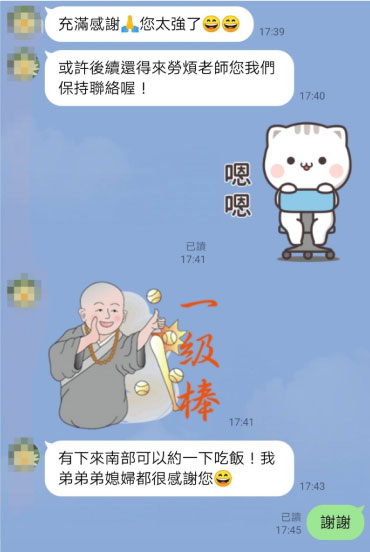 充滿感謝🙏您太強了😄😄
17:39
或許後續還得來勞煩老師您我們
保持聯絡喔！
17:40
嗯
嗯
已讀
17:41
一級棒
17:41
有下來南部可以約一下吃飯！我
弟弟弟媳婦都很感謝您😄
17:43
已讀
17:45
謝謝